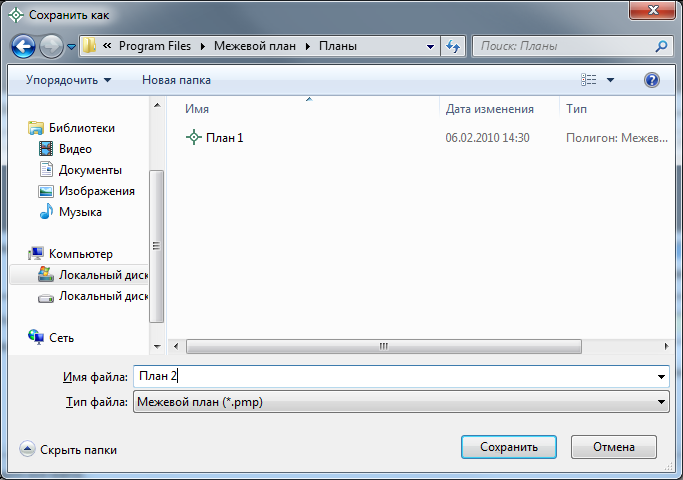 Сохранить как
« Program Files Межевой план Планы Поиск: Планы
Упорядочить Новая папка
Имя Дата изменения Тип
План 1 06.02.2010 14:30 Полигон: Межев...
Библиотеки
Видео
Документы
Изображения
Музыка
Компьютер
Локальный диск
Локальный диск
Сеть
Имя файла: План 2
Тип файла: Межевой план (*.pmp)
Скрыть папки Сохранить Отмена